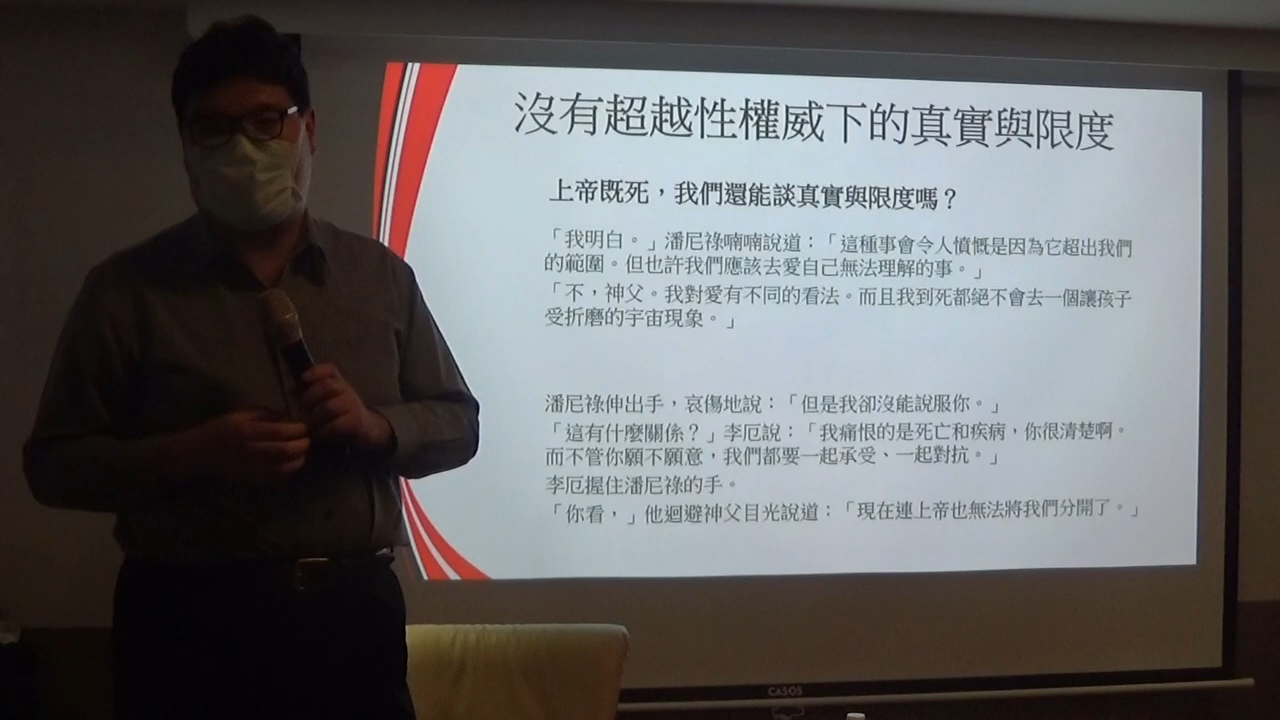 沒有超越性權威下的真實與限度
上帝既死，我們還能談真實與限度嗎？
「我明白。」潘尼祿喃喃說道：「這種事會令人憤慨是因為它超出我們
的範圍。但也許我們應該去愛自己無法理解的事。」
「不，神父。我對愛有不同的看法。而且我到死都絕不會去一個讓孩子
受折磨的宇宙現象。」
潘尼祿伸出手，哀傷地說：「但是我卻沒能說服你。」
「這有什麼關係？」李厄說：「我痛恨的是死亡和疾病，你很清楚啊。
而不管你願不願意，我們都要一起承受、一起對抗。」
李厄握住潘尼祿的手。
「你看，」他迴避神父目光說道：「現在連上帝也無法將我們分開了。」
CASOS